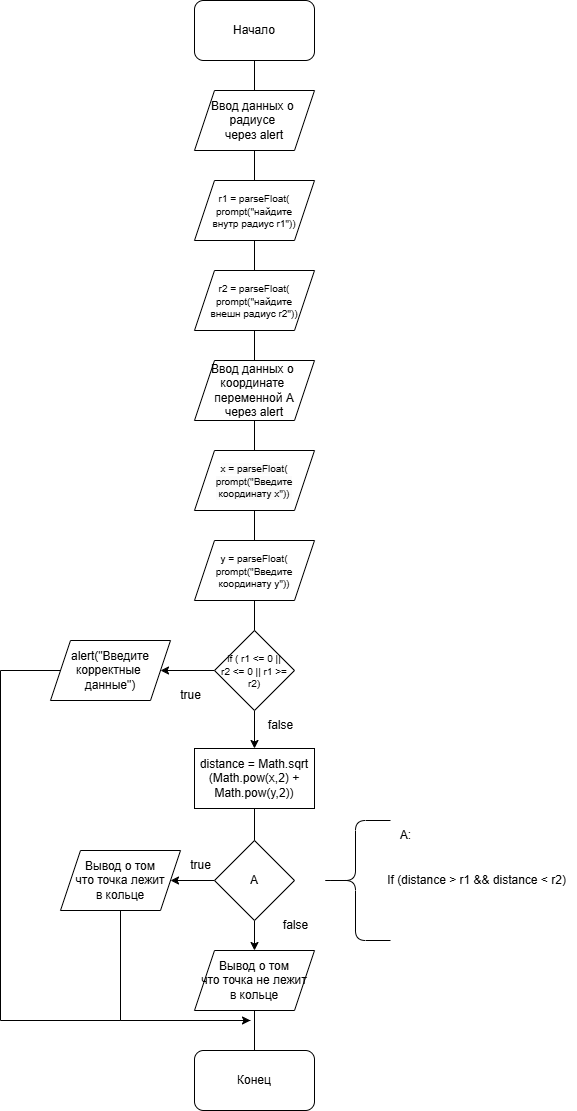 Начало
Ввод данных о
радиусе
через alert
r1 = parseFloat(
prompt("найдите
внутр радиус r1"))
r2 = parseFloat(
prompt("найдите
внешн радиус r2"))
Ввод данных о
координате
переменной A
через alert
x = parseFloat(
prompt("Введите
координату x"))
y = parseFloat(
prompt("Введите
координату y"))
if ( r1 <= 0 ||
r2 <= 0 || r1 >=
r2)
alert("Введите
корректные
данные")
true
false
distance = Math.sqrt
(Math.pow(x,2) +
Math.pow(y,2))
A
true
Вывод о том
что точка лежит
в кольце
A:
If (distance > r1 && distance < r2)
false
Вывод о том
что точка не лежит
в кольце
Конец